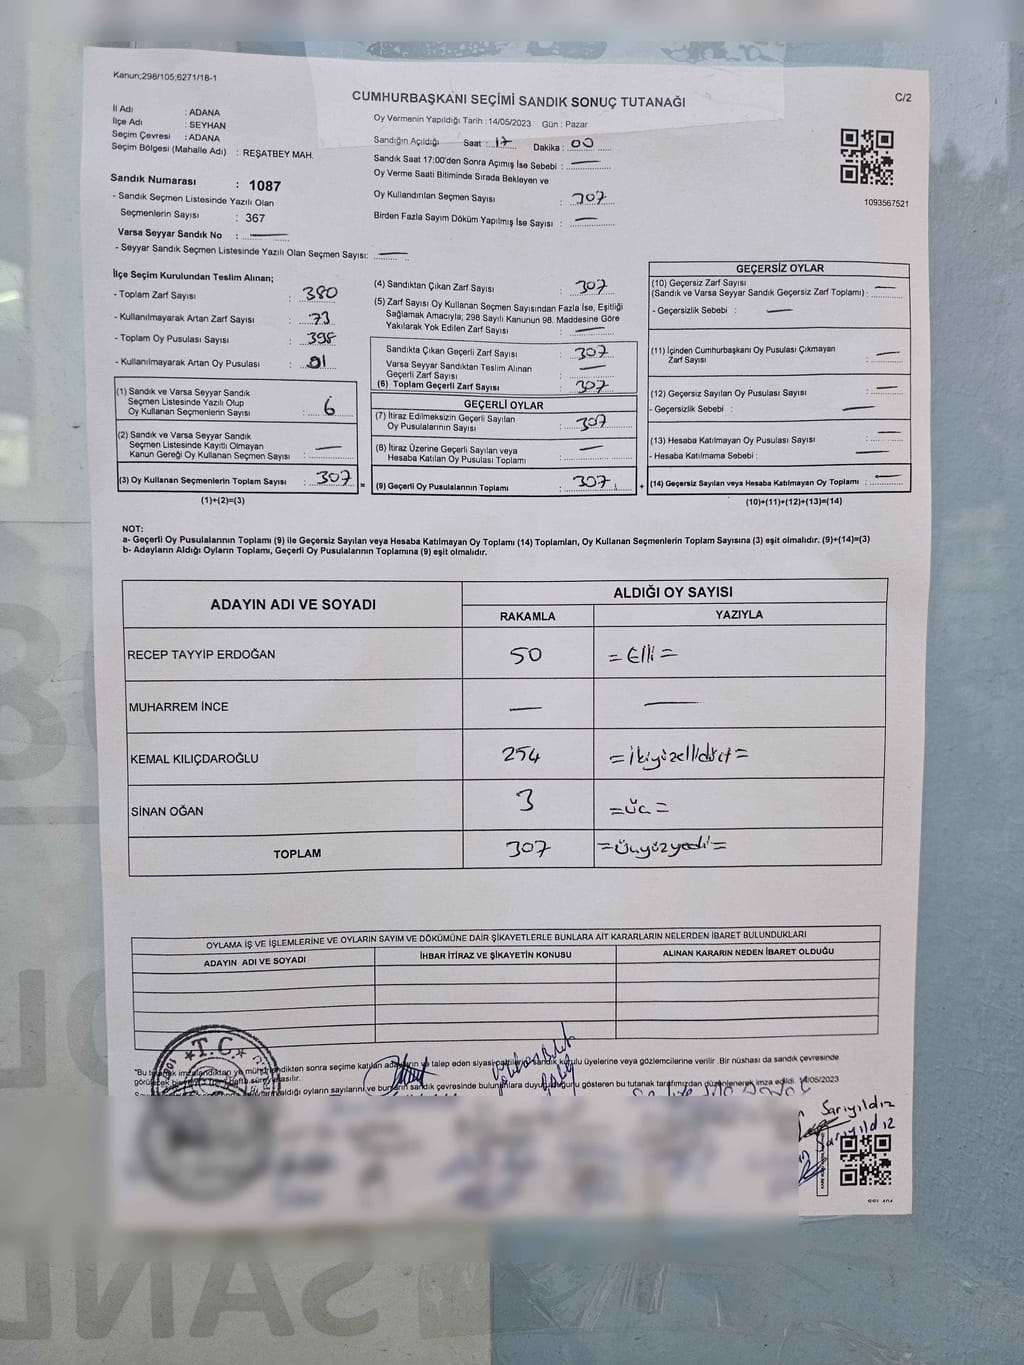 Kanun;298/105;6271/18-1
C/2
CUMHURBAŞKANI SEÇİMİ SANDIK SONUÇ TUTANAĞI
İl Adı : ADANA
İlçe Adı : SEYHAN
Seçim Çevresi : ADANA
Seçim Bölgesi (Mahalle Adı) : REŞATBEY MAH.
Sandık Numarası : 1087
- Sandık Seçmen Listesinde Yazılı Olan
Seçmenlerin Sayısı : 367
Varsa Seyyar Sandık No : —
- Seyyar Sandık Seçmen Listesinde Yazılı Olan Seçmen Sayısı: —
Oy Vermenin Yapıldığı Tarih : 14/05/2023 Gün : Pazar
Sandığın Açıldığı Saat : 17 Dakika : 00
Sandık Saat 17:00'den Sonra Açımış İse Sebebi : —
Oy Verme Saati Bitiminde Sırada Bekleyen ve
Oy Kullandırılan Seçmen Sayısı : 307
Birden Fazla Sayım Döküm Yapılmış İse Sayısı : —
1093567521
İlçe Seçim Kurulundan Teslim Alınan;
- Toplam Zarf Sayısı : 380
- Kullanılmayarak Artan Zarf Sayısı : 73
- Toplam Oy Pusulası Sayısı : 398
- Kullanılmayarak Artan Oy Pusulası : 91
(1) Sandık ve Varsa Seyyar Sandık
Seçmen Listesinde Yazılı Olup
Oy Kullanan Seçmenlerin Sayısı : 6
(2) Sandık ve Varsa Seyyar Sandık
Seçmen Listesinde Kayıtlı Olmayan
Kanun Gereği Oy Kullanan Seçmen Sayısı : —
(3) Oy Kullanan Seçmenlerin Toplam Sayısı : 307
(1)+(2)=(3)
(4) Sandıktan Çıkan Zarf Sayısı : 307
(5) Zarf Sayısı Oy Kullanan Seçmen Sayısından Fazla İse, Eşitliği
Sağlamak Amacıyla; 298 Sayılı Kanunun 98. Maddesine Göre
Yakılarak Yok Edilen Zarf Sayısı : —
Sandıkta Çıkan Geçerli Zarf Sayısı : 307
Varsa Seyyar Sandıktan Teslim Alınan
Geçerli Zarf Sayısı : —
(6) Toplam Geçerli Zarf Sayısı : 307
GEÇERLİ OYLAR
(7) İtiraz Edilmeksizin Geçerli Sayılan
Oy Pusulalarının Sayısı : 307
(8) İtiraz Üzerine Geçerli Sayılan veya
Hesaba Katılan Oy Pusulası Toplamı : —
= (9) Geçerli Oy Pusulalarının Toplamı : 307 +
GEÇERSİZ OYLAR
(10) Geçersiz Zarf Sayısı
(Sandık ve Varsa Seyyar Sandık Geçersiz Zarf Toplamı) : —
- Geçersizlik Sebebi : —
(11) İçinden Cumhurbaşkanı Oy Pusulası Çıkmayan
Zarf Sayısı : —
(12) Geçersiz Sayılan Oy Pusulası Sayısı : —
- Geçersizlik Sebebi : —
(13) Hesaba Katılmayan Oy Pusulası Sayısı : —
- Hesaba Katılmama Sebebi : —
(14) Geçersiz Sayılan veya Hesaba Katılmayan Oy Toplamı : —
(10)+(11)+(12)+(13)=(14)
NOT:
a- Geçerli Oy Pusulalarının Toplamı (9) ile Geçersiz Sayılan veya Hesaba Katılmayan Oy Toplamı (14) Toplamları, Oy Kullanan Seçmenlerin Toplam Sayısına (3) eşit olmalıdır. (9)+(14)=(3)
b- Adayların Aldığı Oyların Toplamı, Geçerli Oy Pusulalarının Toplamına (9) eşit olmalıdır.
ADAYIN ADI VE SOYADI
ALDIĞI OY SAYISI
RAKAMLA YAZIYLA
RECEP TAYYİP ERDOĞAN 50 = Elli =
MUHARREM İNCE — —
KEMAL KILIÇDAROĞLU 254 = İkiyüzellidört =
SİNAN OĞAN 3 = Üç =
TOPLAM 307 = Üçyüzyedi =
OYLAMA İŞ VE İŞLEMLERİNE VE OYLARIN SAYIM VE DÖKÜMÜNE DAİR ŞİKAYETLERLE BUNLARA AİT KARARLARIN NELERDEN İBARET BULUNDUKLARI
ADAYIN ADI VE SOYADI İHBAR İTİRAZ VE ŞİKAYETİN KONUSU ALINAN KARARIN NEDEN İBARET OLDUĞU
T.C.
"Bu tutanak imzalandıktan ve mühürlendikten sonra seçime katılan adayların ve talep eden siyasi partilerin sandık kurulu üyelerine veya gözlemcilerine verilir .Bir nüshası da sandık çevresinde
aldığı oyların sayılarını ve bunların sandık çevresinde bulunanlara duyurulduğunu gösteren bu tutanak tarafımızdan düzenlenerek imza edildi. 14/05/2023
Sarıyıldız
Sarıyıldız